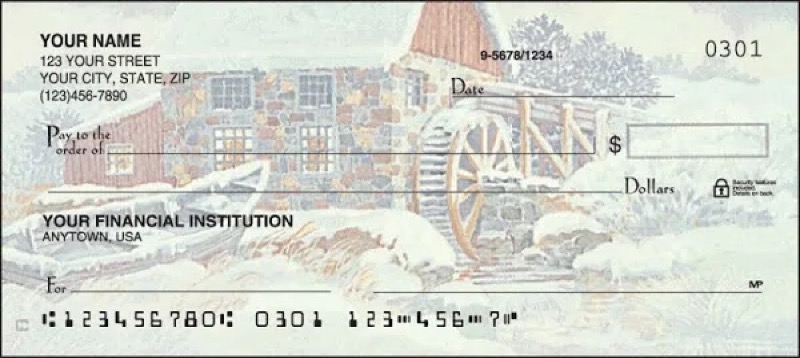 YOUR NAME
123 YOUR STREET
YOUR CITY, STATE, ZIP
(123)456-7890
9-5678/1234
0301
Date
Pay to the
order of
$
Dollars
Security features
included.
Details on back.
YOUR FINANCIAL INSTITUTION
ANYTOWN, USA
For
MP
⑆123456780⑆ 0301 123⑉456⑉7⑈